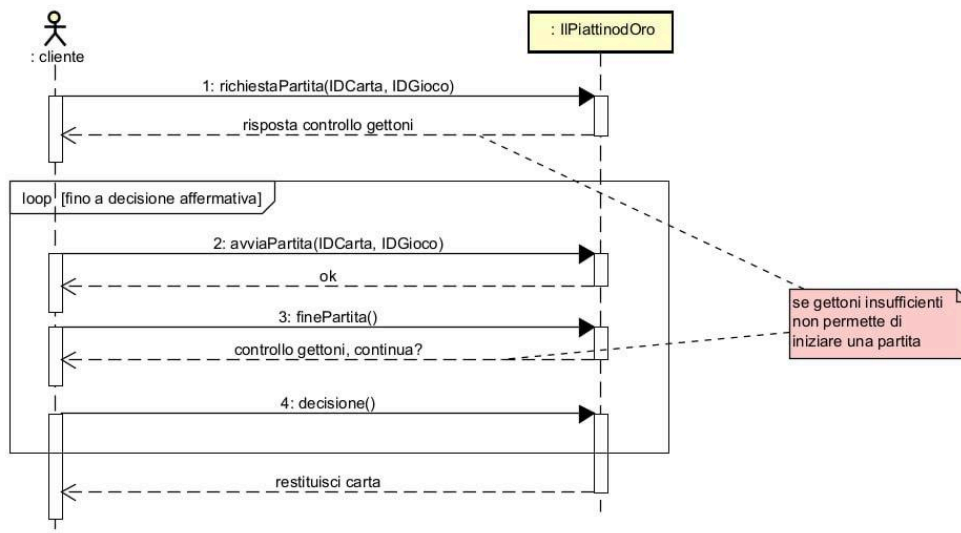 : cliente
: IlPiattinodOro
1: richiestaPartita(IDCarta, IDGioco)
risposta controllo gettoni
loop [fino a decisione affermativa]
2: avviaPartita(IDCarta, IDGioco)
ok
3: finePartita()
controllo gettoni, continua?
se gettoni insufficienti
non permette di
iniziare una partita
4: decisione()
restituisci carta